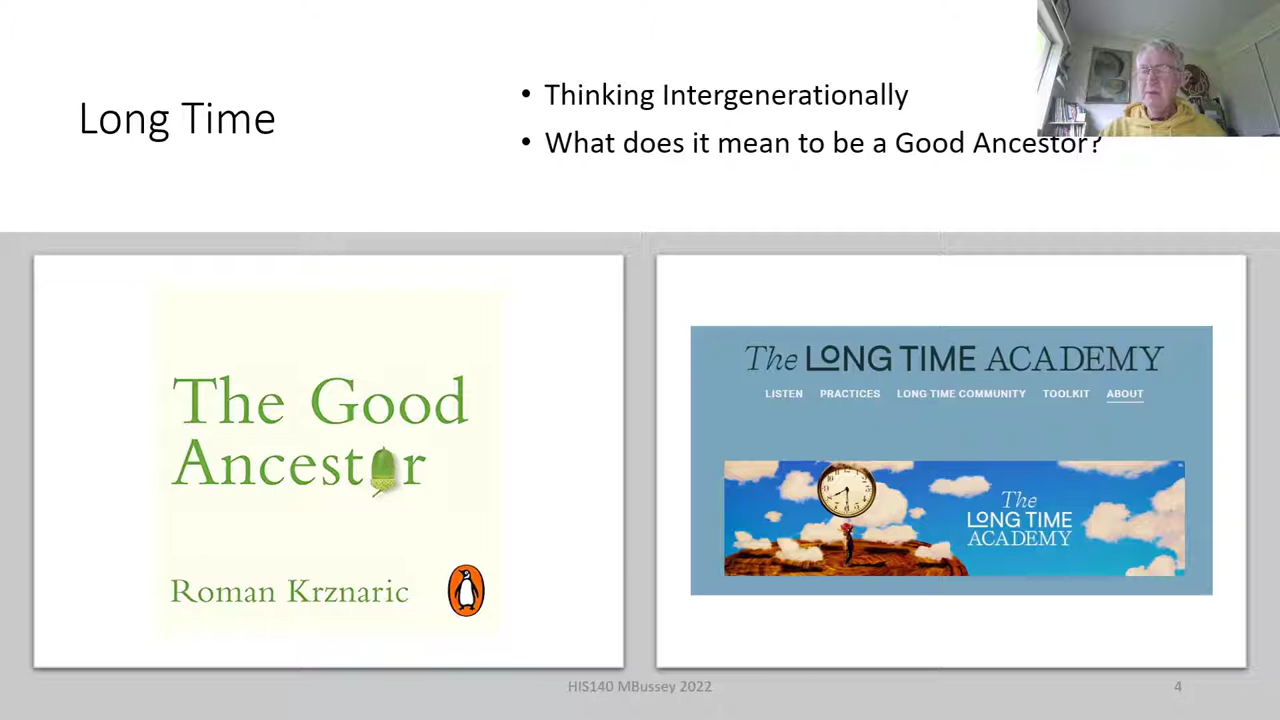 Long Time
• Thinking Intergenerationally
• What does it mean to be a Good Ancestor?
The Good
Ancestor
Roman Krznaric
The LONG TIME ACADEMY
LISTEN PRACTICES LONG TIME COMMUNITY TOOLKIT ABOUT
The
LONG TIME
ACADEMY
HIS140 MBussey 2022
4